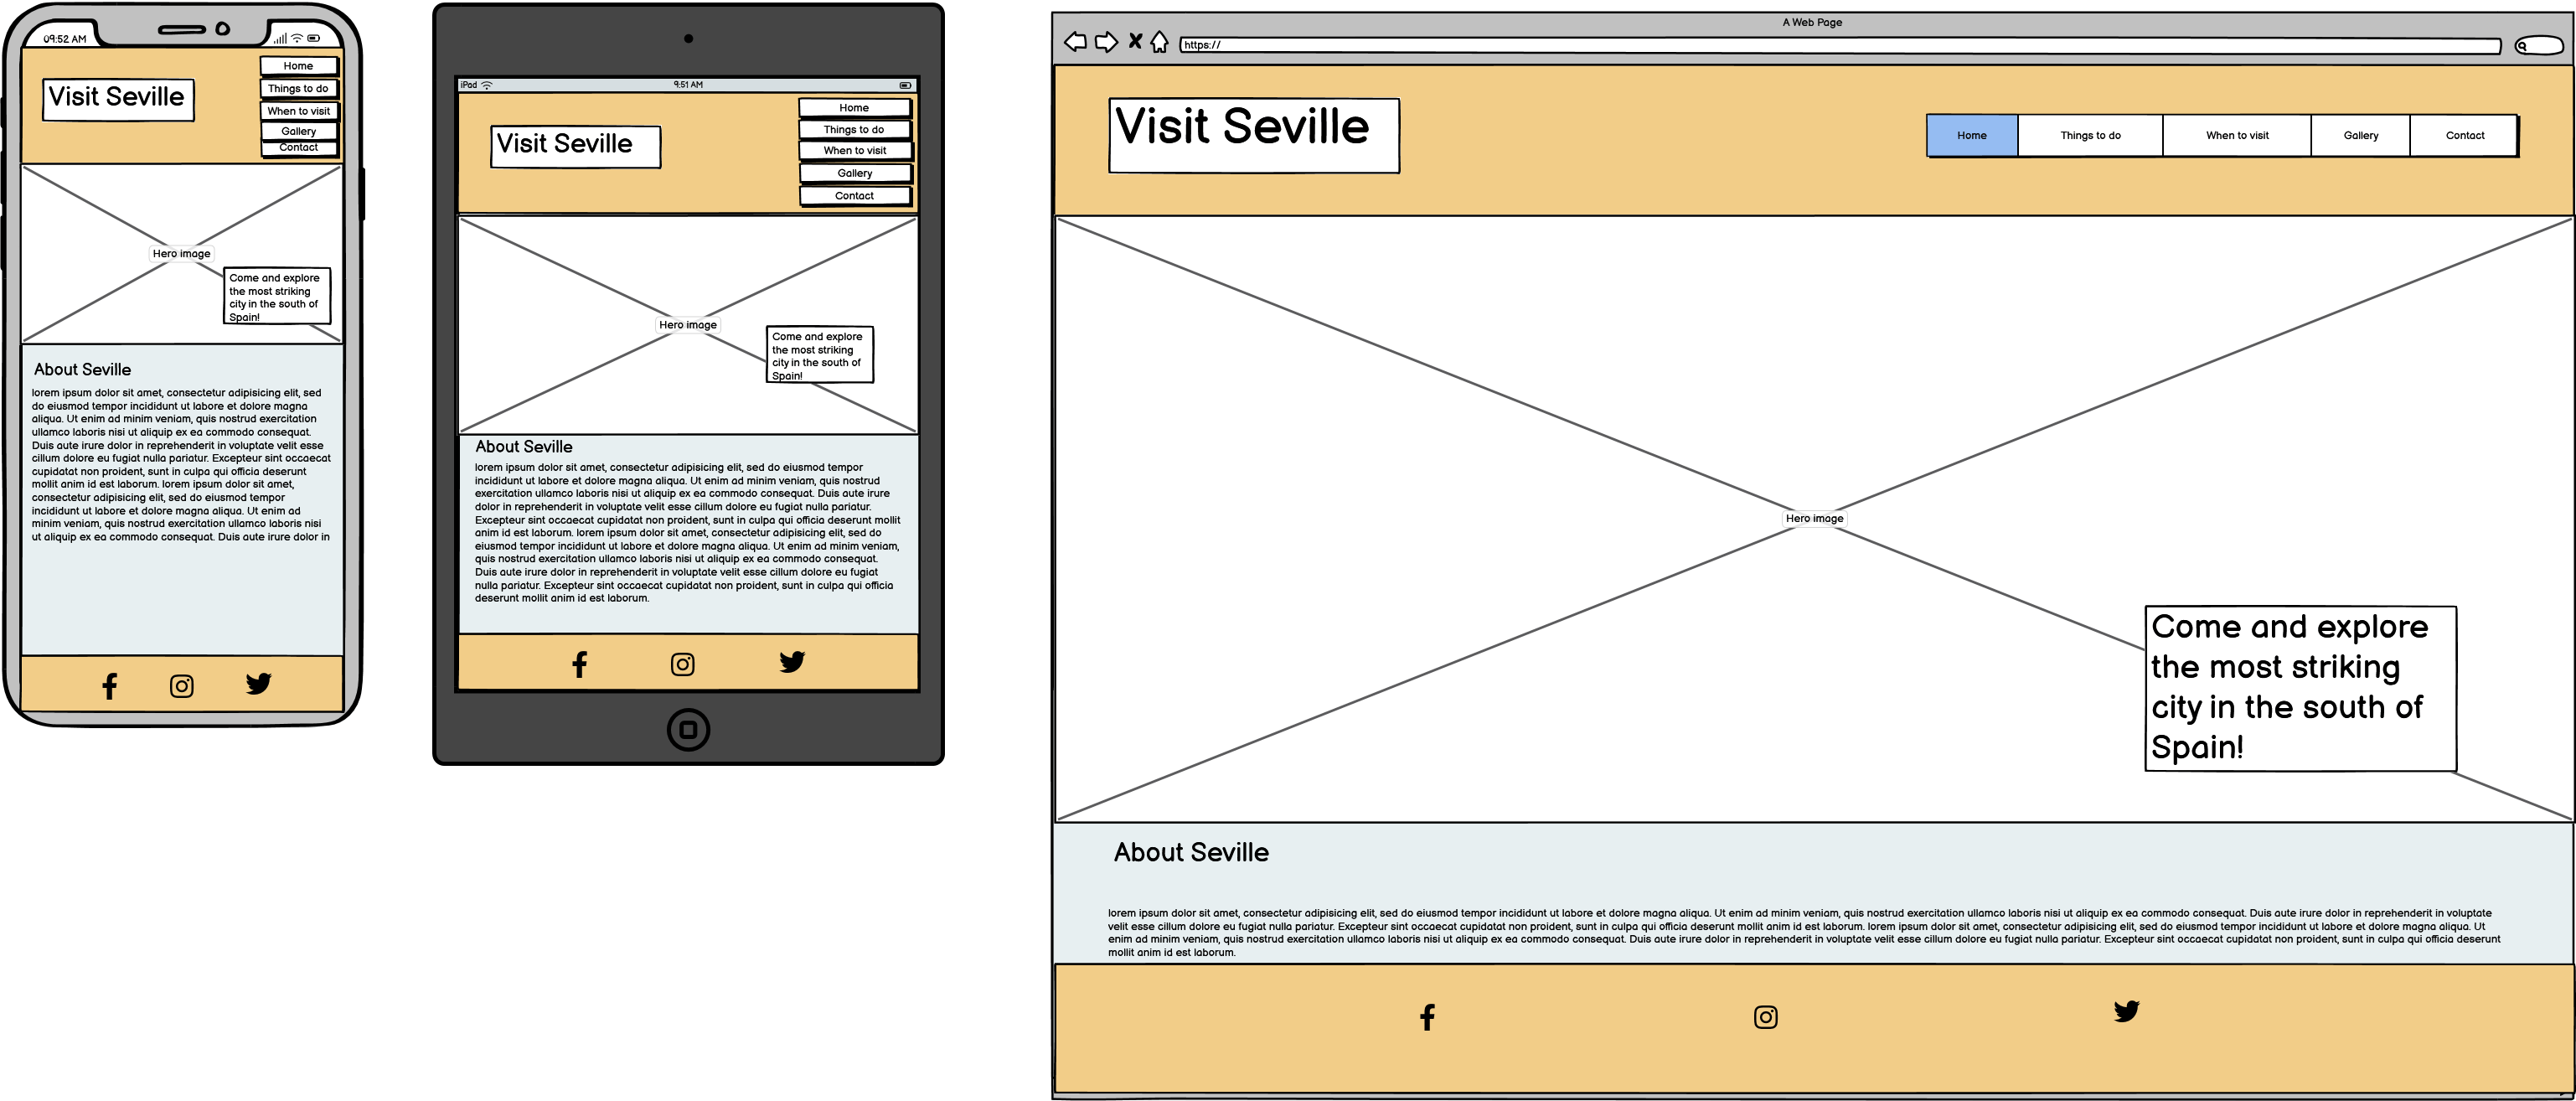 09:52 AM
Visit Seville
Home
Things to do
When to visit
Gallery
Contact
Hero image
Come and explore
the most striking
city in the south of
Spain!
About Seville
lorem ipsum dolor sit amet, consectetur adipisicing elit, sed
do eiusmod tempor incididunt ut labore et dolore magna
aliqua. Ut enim ad minim veniam, quis nostrud exercitation
ullamco laboris nisi ut aliquip ex ea commodo consequat.
Duis aute irure dolor in reprehenderit in voluptate velit esse
cillum dolore eu fugiat nulla pariatur. Excepteur sint occaecat
cupidatat non proident, sunt in culpa qui officia deserunt
mollit anim id est laborum. lorem ipsum dolor sit amet,
consectetur adipisicing elit, sed do eiusmod tempor
incididunt ut labore et dolore magna aliqua. Ut enim ad
minim veniam, quis nostrud exercitation ullamco laboris nisi
ut aliquip ex ea commodo consequat. Duis aute irure dolor in
iPad
9:51 AM
Visit Seville
Home
Things to do
When to visit
Gallery
Contact
Hero image
Come and explore
the most striking
city in the south of
Spain!
About Seville
lorem ipsum dolor sit amet, consectetur adipisicing elit, sed do eiusmod tempor
incididunt ut labore et dolore magna aliqua. Ut enim ad minim veniam, quis nostrud
exercitation ullamco laboris nisi ut aliquip ex ea commodo consequat. Duis aute irure
dolor in reprehenderit in voluptate velit esse cillum dolore eu fugiat nulla pariatur.
Excepteur sint occaecat cupidatat non proident, sunt in culpa qui officia deserunt mollit
anim id est laborum. lorem ipsum dolor sit amet, consectetur adipisicing elit, sed do
eiusmod tempor incididunt ut labore et dolore magna aliqua. Ut enim ad minim veniam,
quis nostrud exercitation ullamco laboris nisi ut aliquip ex ea commodo consequat.
Duis aute irure dolor in reprehenderit in voluptate velit esse cillum dolore eu fugiat
nulla pariatur. Excepteur sint occaecat cupidatat non proident, sunt in culpa qui officia
deserunt mollit anim id est laborum.
A Web Page
https://
Visit Seville
Home
Things to do
When to visit
Gallery
Contact
Hero image
Come and explore
the most striking
city in the south of
Spain!
About Seville
lorem ipsum dolor sit amet, consectetur adipisicing elit, sed do eiusmod tempor incididunt ut labore et dolore magna aliqua. Ut enim ad minim veniam, quis nostrud exercitation ullamco laboris nisi ut aliquip ex ea commodo consequat. Duis aute irure dolor in reprehenderit in voluptate
velit esse cillum dolore eu fugiat nulla pariatur. Excepteur sint occaecat cupidatat non proident, sunt in culpa qui officia deserunt mollit anim id est laborum. lorem ipsum dolor sit amet, consectetur adipisicing elit, sed do eiusmod tempor incididunt ut labore et dolore magna aliqua. Ut
enim ad minim veniam, quis nostrud exercitation ullamco laboris nisi ut aliquip ex ea commodo consequat. Duis aute irure dolor in reprehenderit in voluptate velit esse cillum dolore eu fugiat nulla pariatur. Excepteur sint occaecat cupidatat non proident, sunt in culpa qui officia deserunt
mollit anim id est laborum.